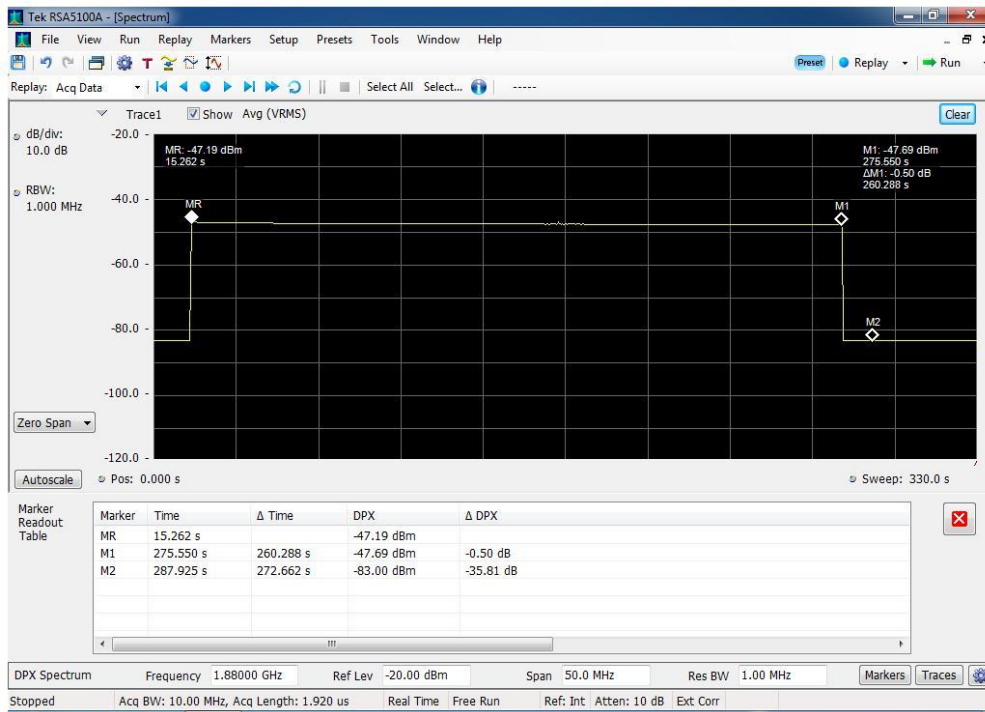 Tek RSA5100A - [Spectrum]
File View Run Replay Markers Setup Presets Tools Window Help
Preset Replay Run
Replay: Acq Data Select All Select... -----
Trace1 Show Avg (VRMS) Clear
dB/div:
10.0 dB
RBW:
1.000 MHz
-20.0 -
-40.0 -
-60.0 -
-80.0 -
-100.0 -
-120.0 -
MR: -47.19 dBm
15.262 s
M1: -47.69 dBm
275.550 s
ΔM1: -0.50 dB
260.288 s
MR
M1
M2
Zero Span
Autoscale Pos: 0.000 s Sweep: 330.0 s
Marker
Readout
Table
Marker Time Δ Time DPX Δ DPX
MR 15.262 s -47.19 dBm
M1 275.550 s 260.288 s -47.69 dBm -0.50 dB
M2 287.925 s 272.662 s -83.00 dBm -35.81 dB
DPX Spectrum Frequency 1.88000 GHz Ref Lev -20.00 dBm Span 50.0 MHz Res BW 1.00 MHz Markers Traces
Stopped Acq BW: 10.00 MHz, Acq Length: 1.920 us Real Time Free Run Ref: Int Atten: 10 dB Ext Corr